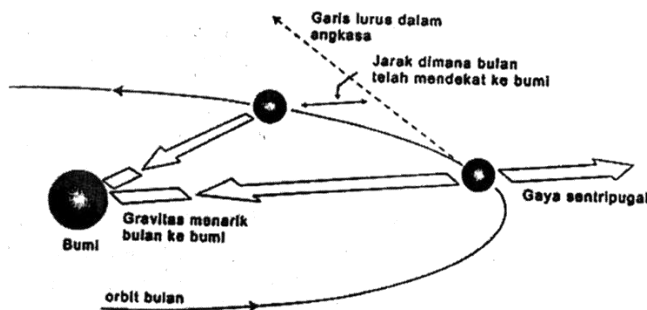 Garis lurus dalam
angkasa
Jarak dimana bulan
telah mendekat ke bumi
Gaya sentripugal
Gravitas menarik
bulan ke bumi
Bumi
orbit bulan